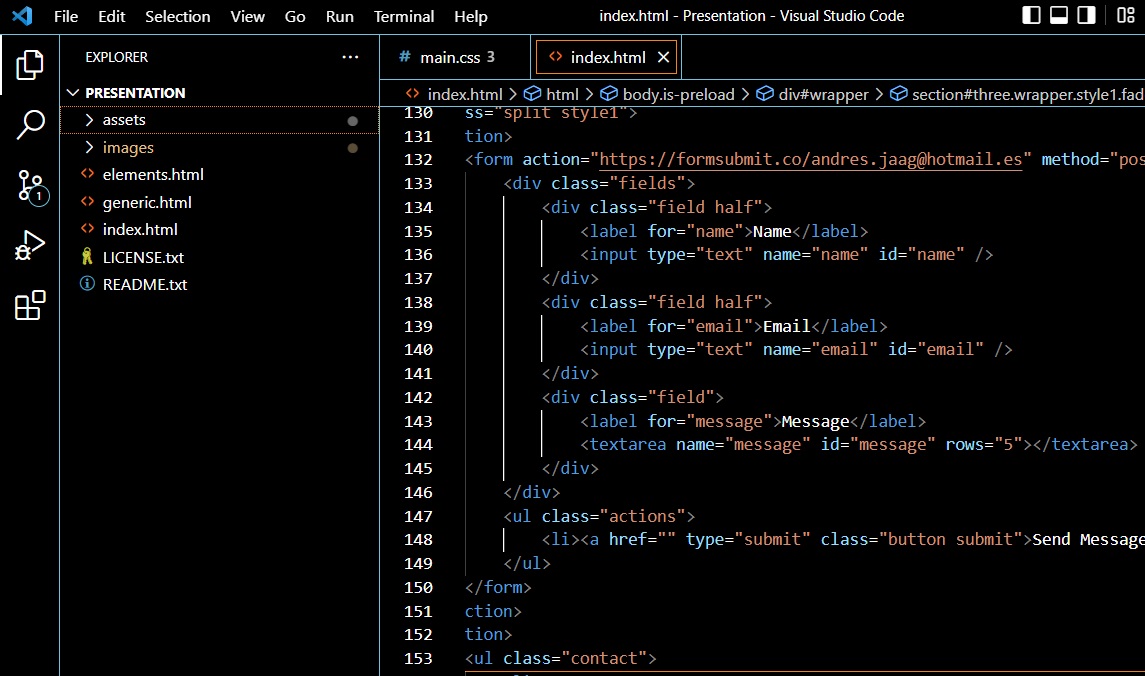 File Edit Selection View Go Run Terminal Help index.html - Presentation - Visual Studio Code
EXPLORER ...
# main.css 3 <> index.html ×
PRESENTATION
<> index.html > html > body.is-preload > div#wrapper > section#three.wrapper.style1.fad
assets
images
elements.html
generic.html
index.html
LICENSE.txt
README.txt
1
130 ss="split style1">
131 tion>
132 <form action="https://formsubmit.co/andres.jaag@hotmail.es" method="pos
133 <div class="fields">
134 <div class="field half">
135 <label for="name">Name</label>
136 <input type="text" name="name" id="name" />
137 </div>
138 <div class="field half">
139 <label for="email">Email</label>
140 <input type="text" name="email" id="email" />
141 </div>
142 <div class="field">
143 <label for="message">Message</label>
144 <textarea name="message" id="message" rows="5"></textarea>
145 </div>
146 </div>
147 <ul class="actions">
148 <li><a href="" type="submit" class="button submit">Send Message
149 </ul>
150 </form>
151 ction>
152 tion>
153 <ul class="contact">